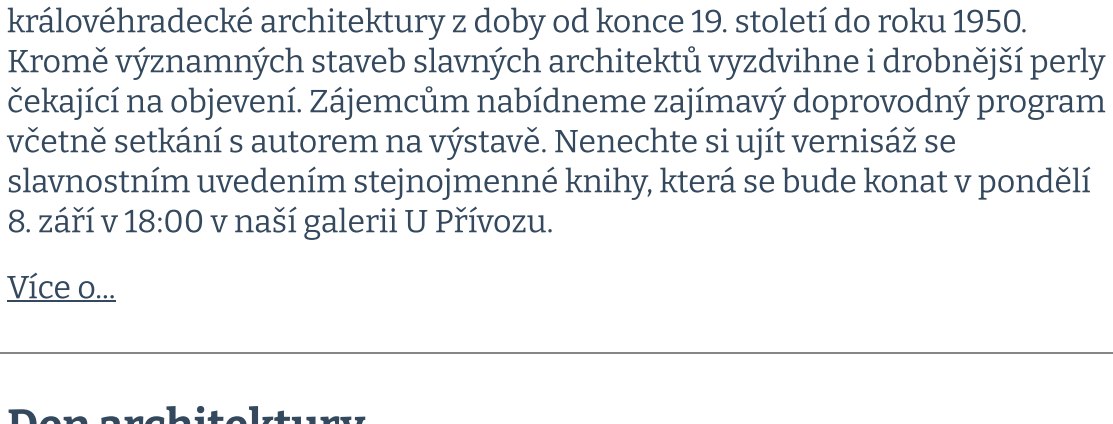 královéhradecké architektury z doby od konce 19. století do roku 1950.
Kromě významných staveb slavných architektů vyzdvihne i drobnější perly
čekající na objevení. Zájemcům nabídneme zajímavý doprovodný program
včetně setkání s autorem na výstavě. Nenechte si ujít vernisáž se
slavnostním uvedením stejnojmenné knihy, která se bude konat v pondělí
8. září v 18:00 v naší galerii U Přívozu.
Více o...
Den architektury